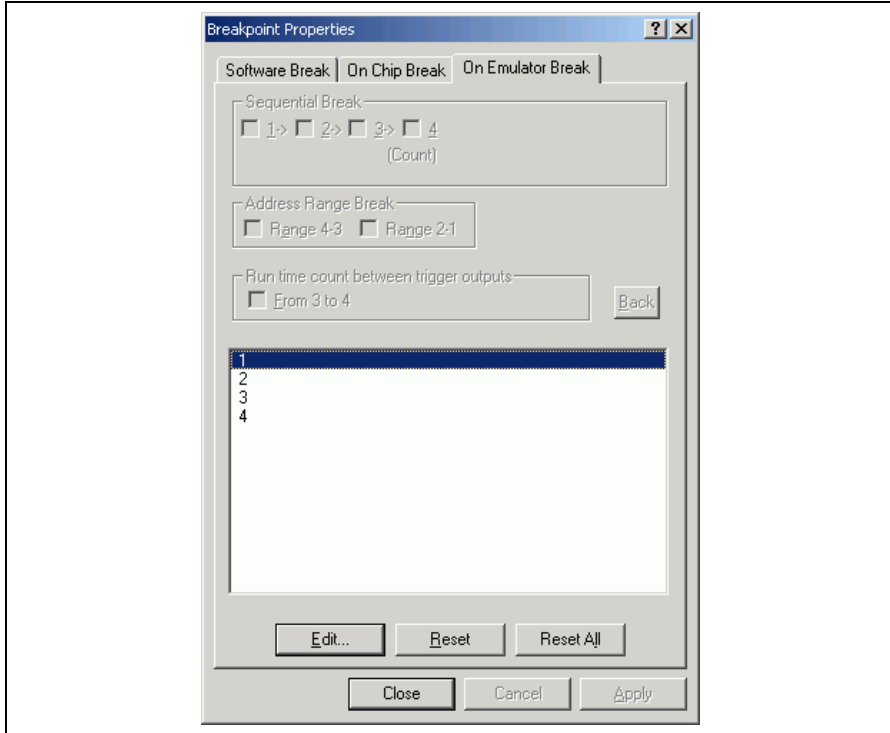 Breakpoint Properties
Software Break On Chip Break On Emulator Break
Sequential Break
1-> 2-> 3-> 4
(Count)
Address Range Break
Range 4-3 Range 2-1
Run time count between trigger outputs
From 3 to 4
Back
1
2
3
4
Edit... Reset Reset All
Close Cancel Apply